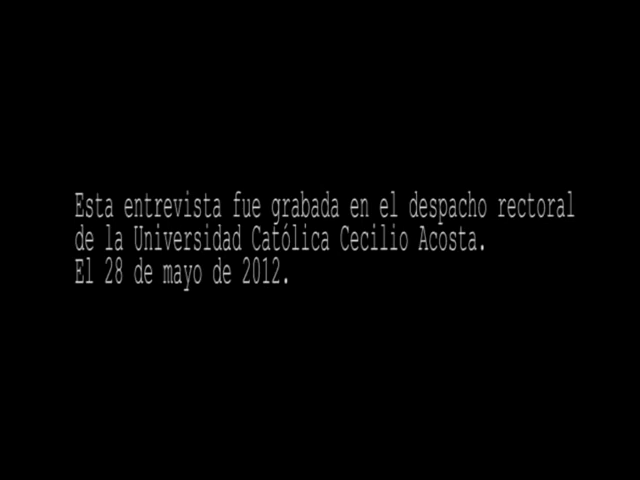 Esta entrevista fue grabada en el despacho rectoral
de la Universidad Católica Cecilio Acosta.
El 28 de mayo de 2012.